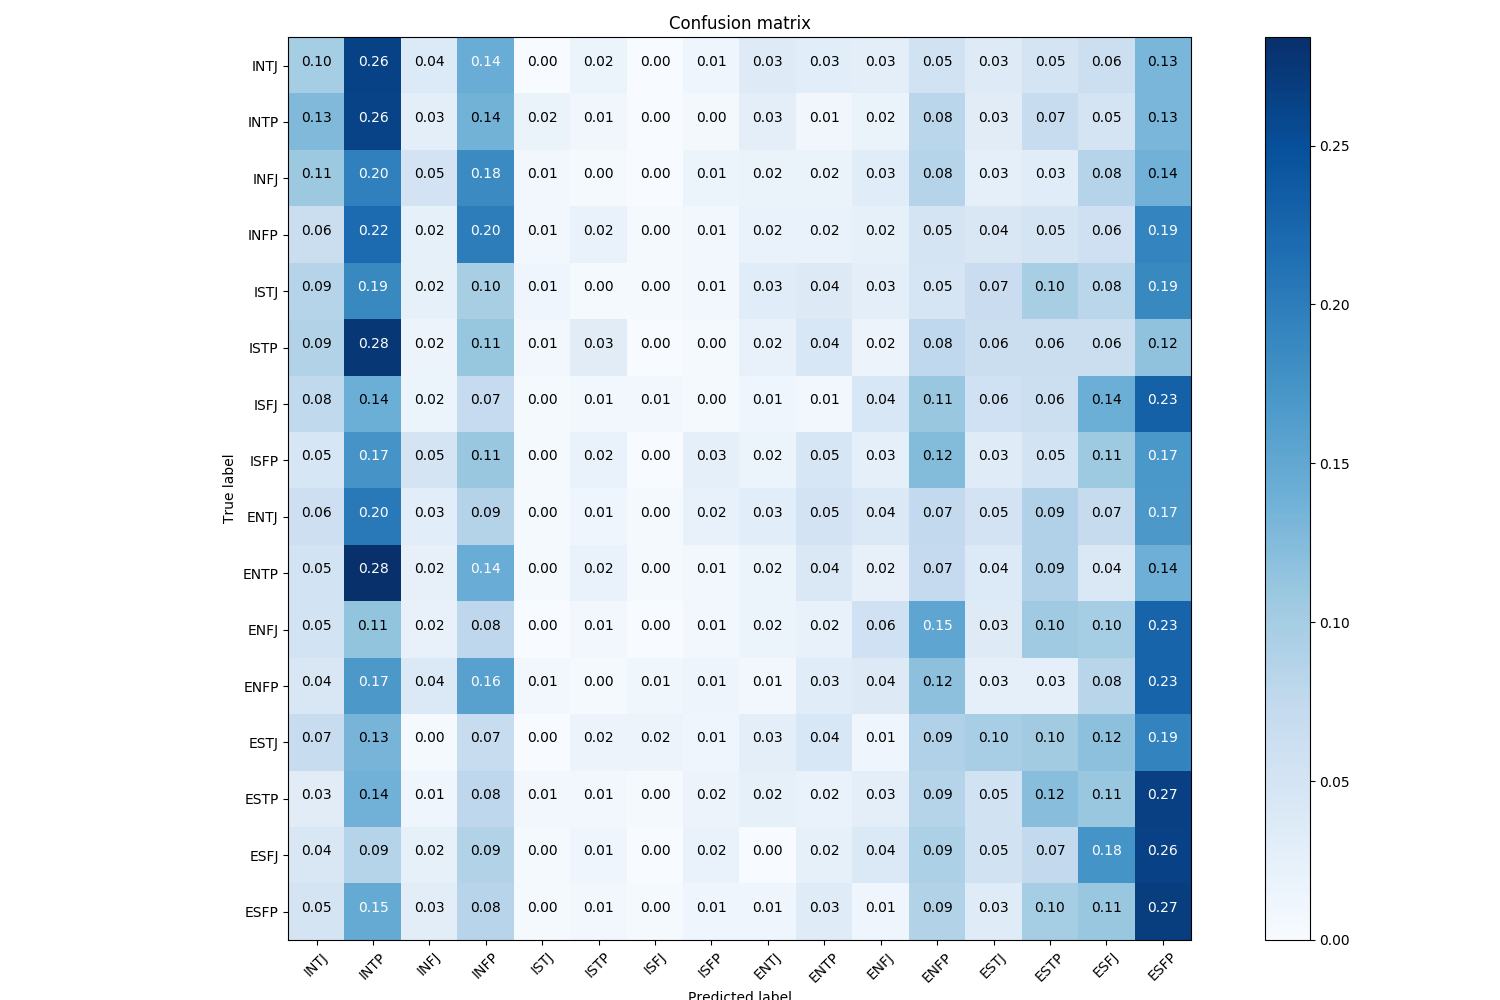 Confusion matrix
INTJ 0.10 0.26 0.04 0.14 0.00 0.02 0.00 0.01 0.03 0.03 0.03 0.05 0.03 0.05 0.06 0.13
INTP 0.13 0.26 0.03 0.14 0.02 0.01 0.00 0.00 0.03 0.01 0.02 0.08 0.03 0.07 0.05 0.13
0.25
INFJ 0.11 0.20 0.05 0.18 0.01 0.00 0.00 0.01 0.02 0.02 0.03 0.08 0.03 0.03 0.08 0.14
INFP 0.06 0.22 0.02 0.20 0.01 0.02 0.00 0.01 0.02 0.02 0.02 0.05 0.04 0.05 0.06 0.19
ISTJ 0.09 0.19 0.02 0.10 0.01 0.00 0.00 0.01 0.03 0.04 0.03 0.05 0.07 0.10 0.08 0.19
0.20
ISTP 0.09 0.28 0.02 0.11 0.01 0.03 0.00 0.00 0.02 0.04 0.02 0.08 0.06 0.06 0.06 0.12
ISFJ 0.08 0.14 0.02 0.07 0.00 0.01 0.01 0.00 0.01 0.01 0.04 0.11 0.06 0.06 0.14 0.23
ISFP 0.05 0.17 0.05 0.11 0.00 0.02 0.00 0.03 0.02 0.05 0.03 0.12 0.03 0.05 0.11 0.17
0.15
True label
ENTJ 0.06 0.20 0.03 0.09 0.00 0.01 0.00 0.02 0.03 0.05 0.04 0.07 0.05 0.09 0.07 0.17
ENTP 0.05 0.28 0.02 0.14 0.00 0.02 0.00 0.01 0.02 0.04 0.02 0.07 0.04 0.09 0.04 0.14
ENFJ 0.05 0.11 0.02 0.08 0.00 0.01 0.00 0.01 0.02 0.02 0.06 0.15 0.03 0.10 0.10 0.23
0.10
ENFP 0.04 0.17 0.04 0.16 0.01 0.00 0.01 0.01 0.01 0.03 0.04 0.12 0.03 0.03 0.08 0.23
ESTJ 0.07 0.13 0.00 0.07 0.00 0.02 0.02 0.01 0.03 0.04 0.01 0.09 0.10 0.10 0.12 0.19
0.05
ESTP 0.03 0.14 0.01 0.08 0.01 0.01 0.00 0.02 0.02 0.02 0.03 0.09 0.05 0.12 0.11 0.27
ESFJ 0.04 0.09 0.02 0.09 0.00 0.01 0.00 0.02 0.00 0.02 0.04 0.09 0.05 0.07 0.18 0.26
ESFP 0.05 0.15 0.03 0.08 0.00 0.01 0.00 0.01 0.01 0.03 0.01 0.09 0.03 0.10 0.11 0.27
0.00
INTJ INTP INFJ INFP ISTJ ISTP ISFJ ISFP ENTJ ENTP ENFJ ENFP ESTJ ESTP ESFJ ESFP
Predicted label